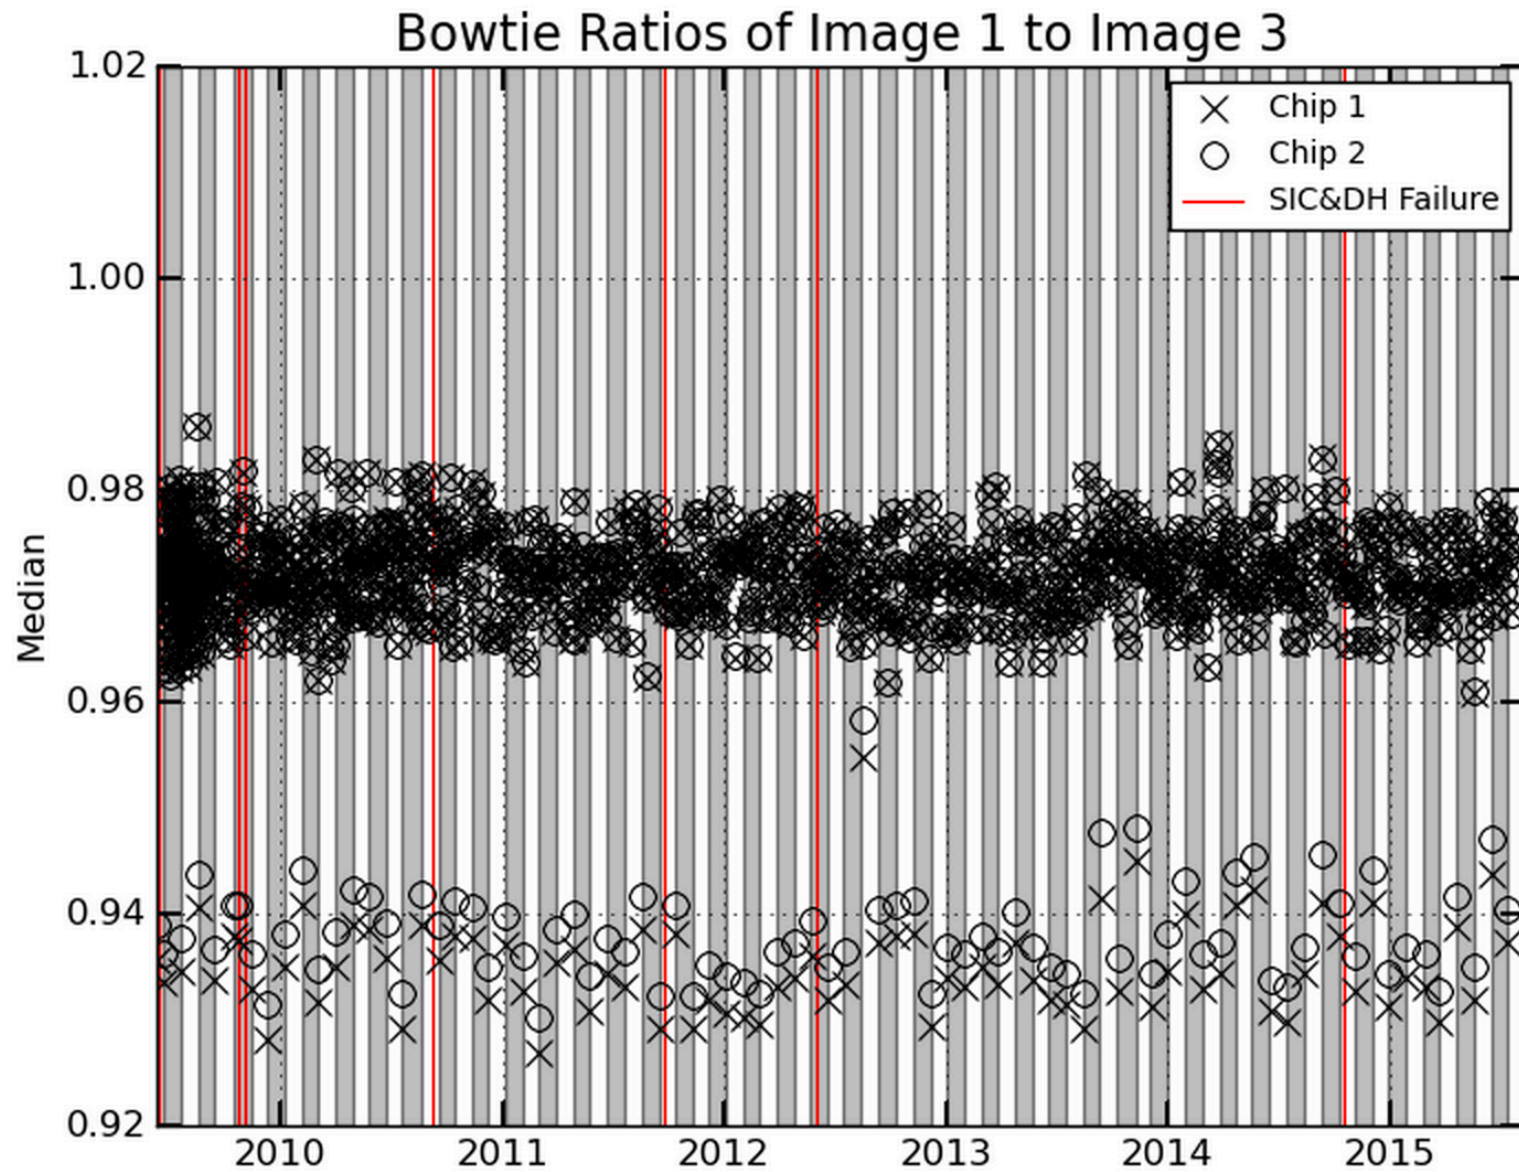 Bowtie Ratios of Image 1 to Image 3
1.02
Chip 1
Chip 2
SIC&DH Failure
1.00
0.98
Median
0.96
0.94
0.92
2010 2011 2012 2013 2014 2015